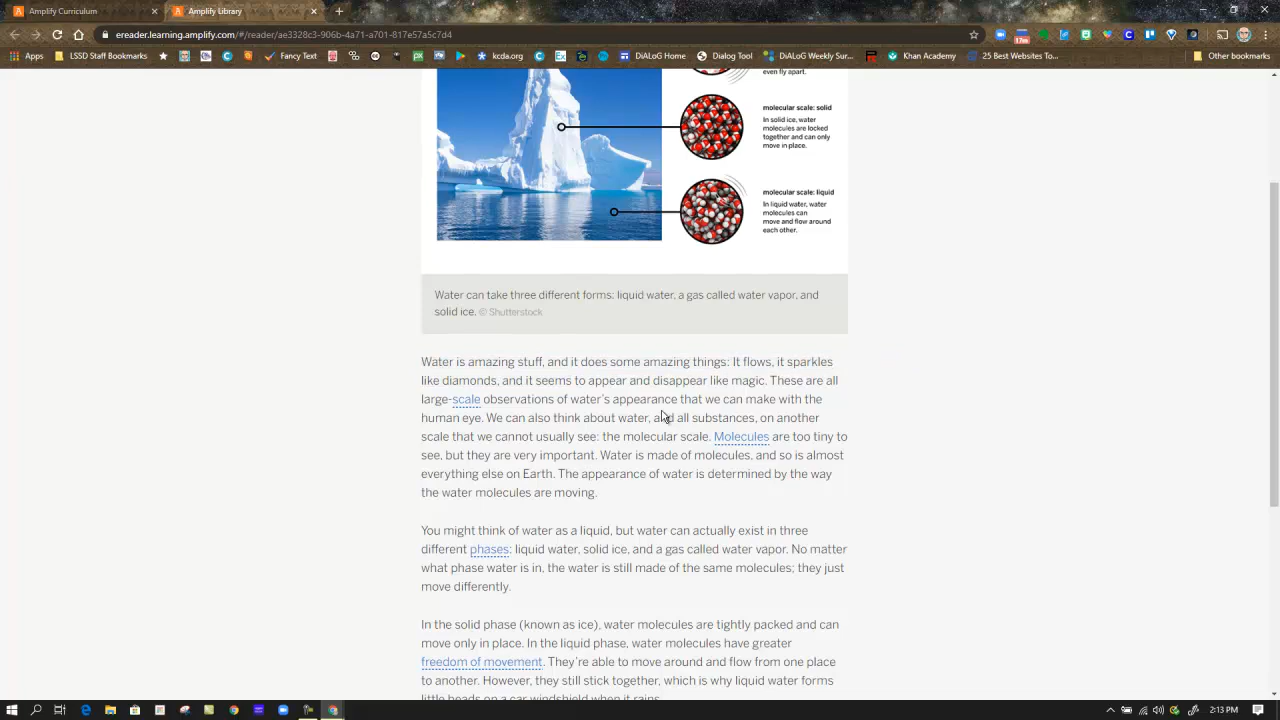 Amplify Curriculum
Amplify Library
ereader.learning.amplify.com/#/reader/ae3328c3-906b-4a71-a701-817e57a5c7d4
Apps
LSSD GMail Bookmarks
Fancy Text
kcda.org
DiALoG Home
Dialog Tool
DiALoG Weekly Sur...
Khan Academy
25 Best Websites To...
Other bookmarks
even fly apart.
molecular scale: solid
In solid ice, water
molecules are locked
together and can only
move in place.
molecular scale: liquid
In liquid water, water
molecules can
move and flow around
each other.
Water can take three different forms: liquid water, a gas called water vapor, and
solid ice. © Shutterstock
Water is amazing stuff, and it does some amazing things: It flows, it sparkles
like diamonds, and it seems to appear and disappear like magic. These are all
large-scale observations of water's appearance that we can make with the
human eye. We can also think about water, and all substances, on another
scale that we cannot usually see: the molecular scale. Molecules are too tiny to
see, but they are very important. Water is made of molecules, and so is almost
everything else on Earth. The appearance of water is determined by the way
the water molecules are moving.
You might think of water as a liquid, but water can actually exist in three
different phases: liquid water, solid ice, and a gas called water vapor. No matter
what phase water is in, the water is still made of the same molecules; they just
move differently.
In the solid phase (known as ice), water molecules are tightly packed and can
move only in place. In the liquid phase, water molecules have greater
freedom of movement. They're able to move around and flow from one place
to another. However, they still stick together, which is why liquid water forms
little beads on a car windshield when it rains.
2:13 PM